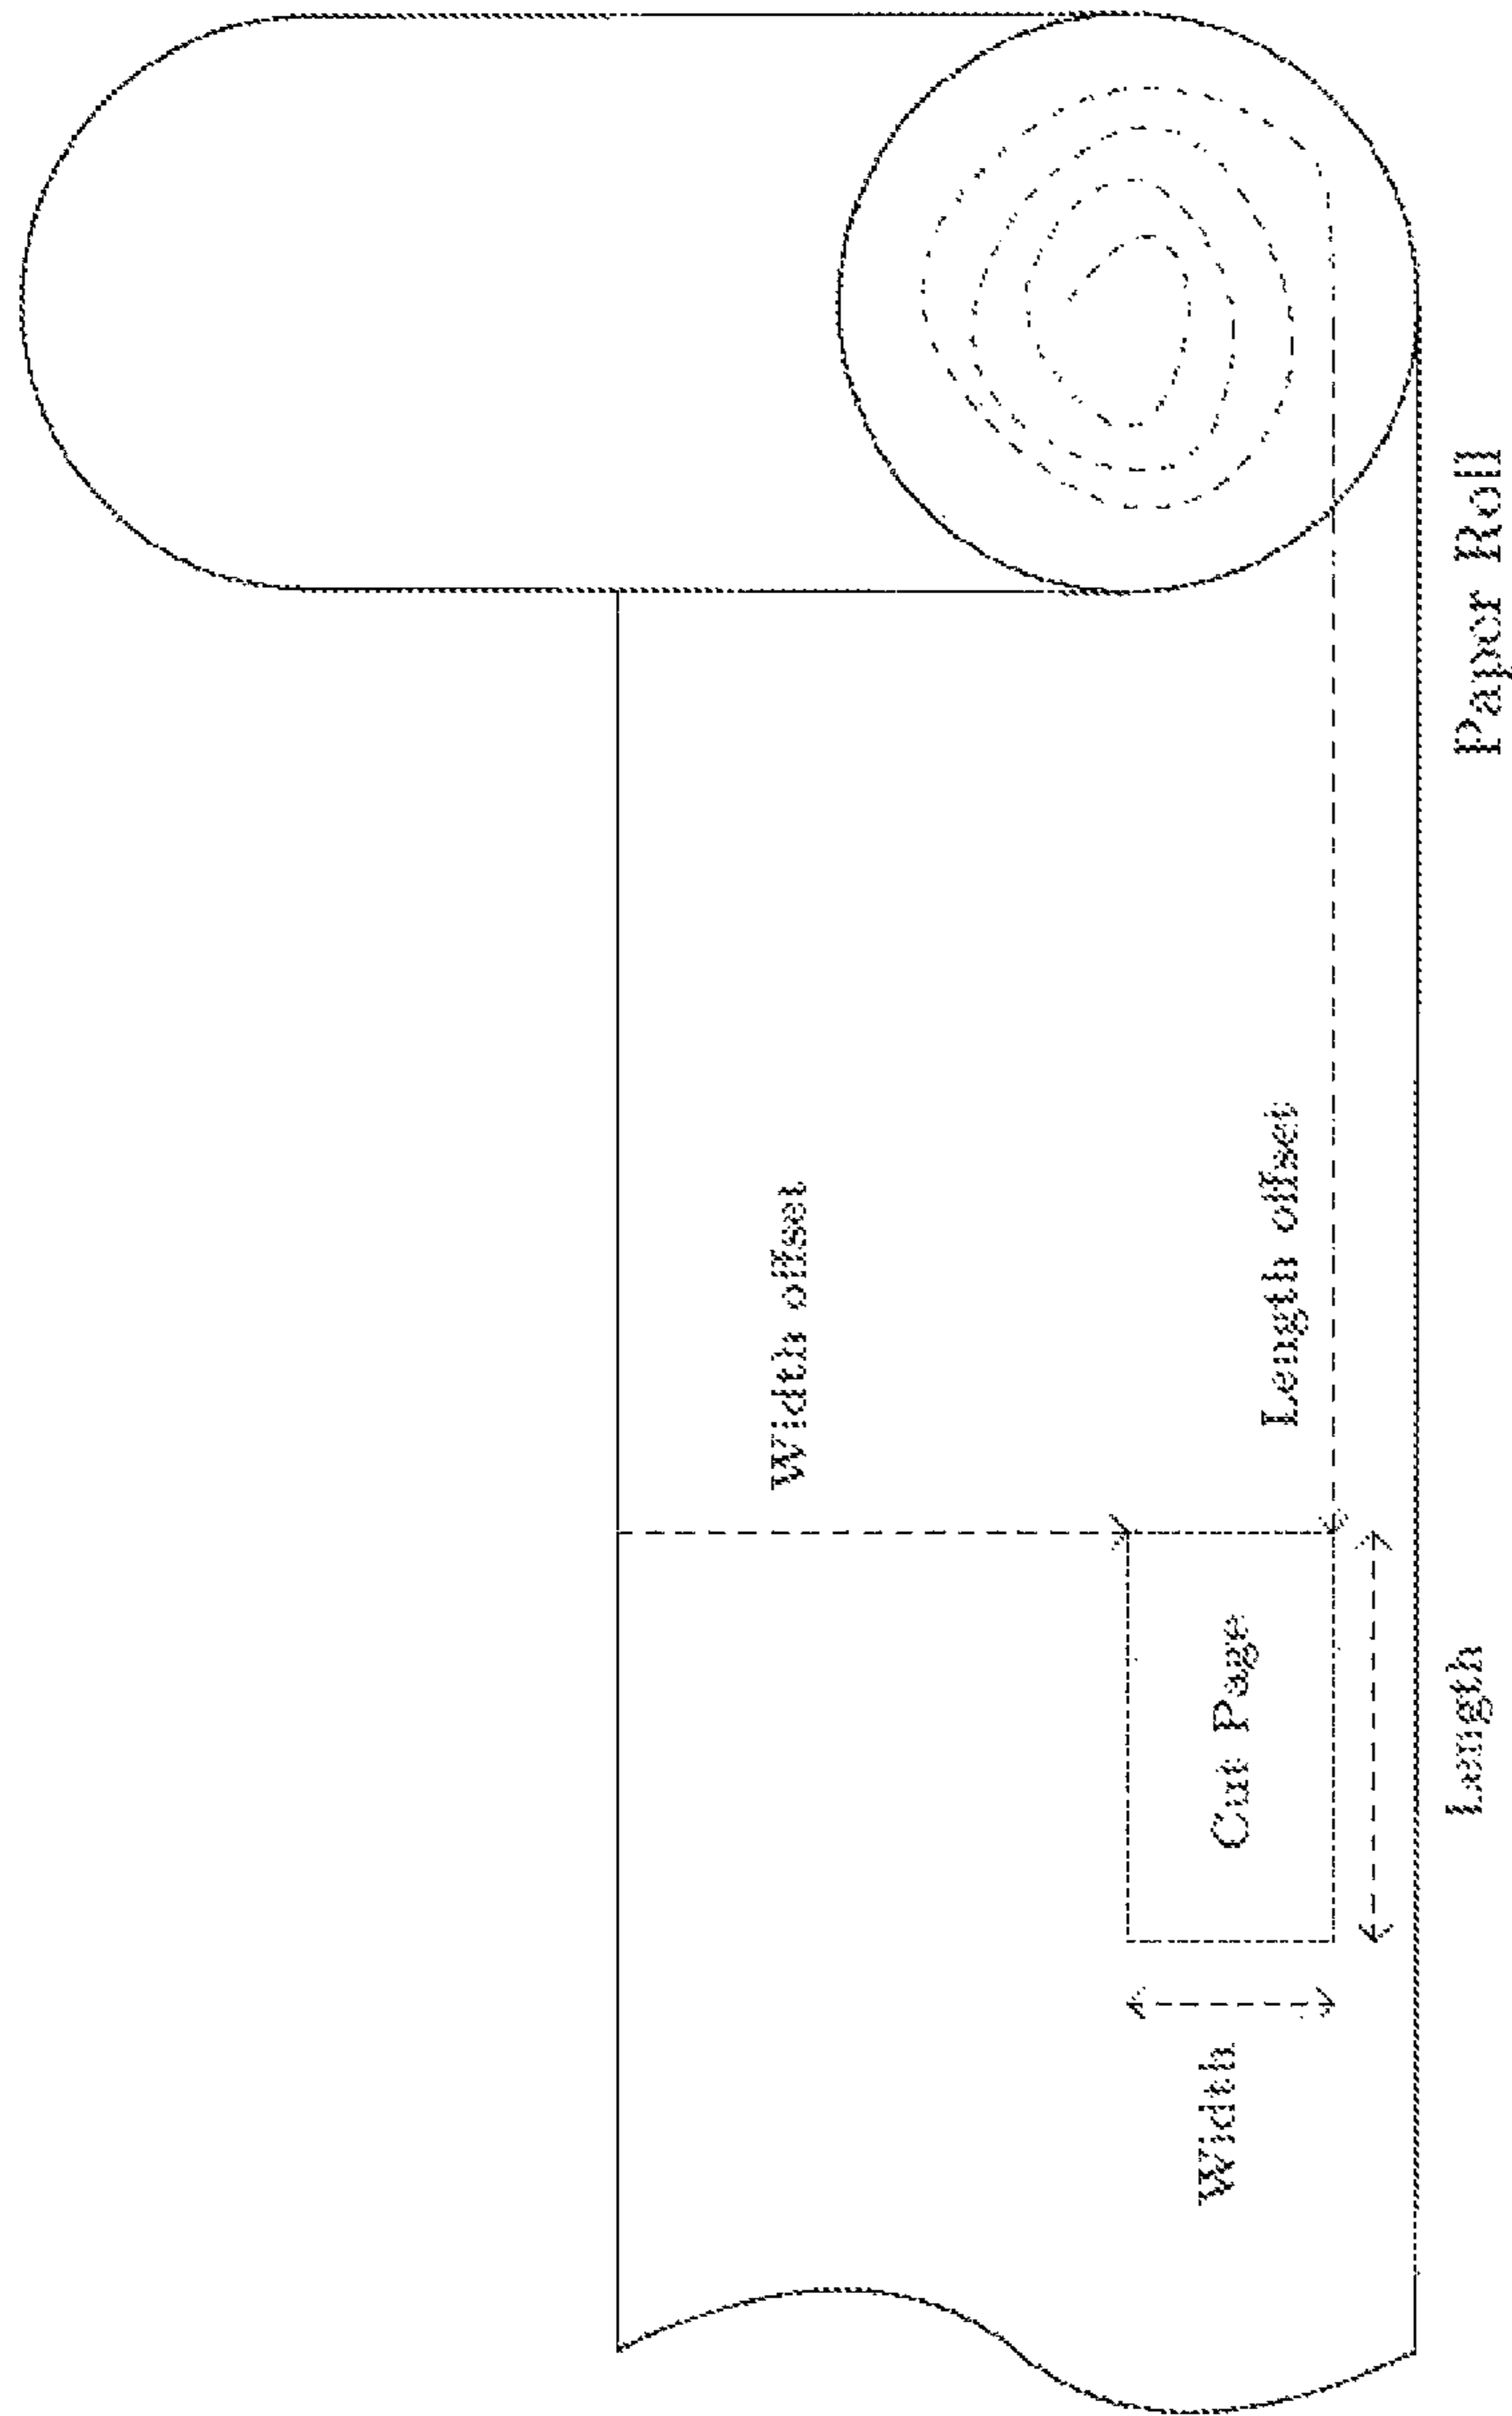 Width offset
Length offset
Cut Page
Width
Length
Paper Roll